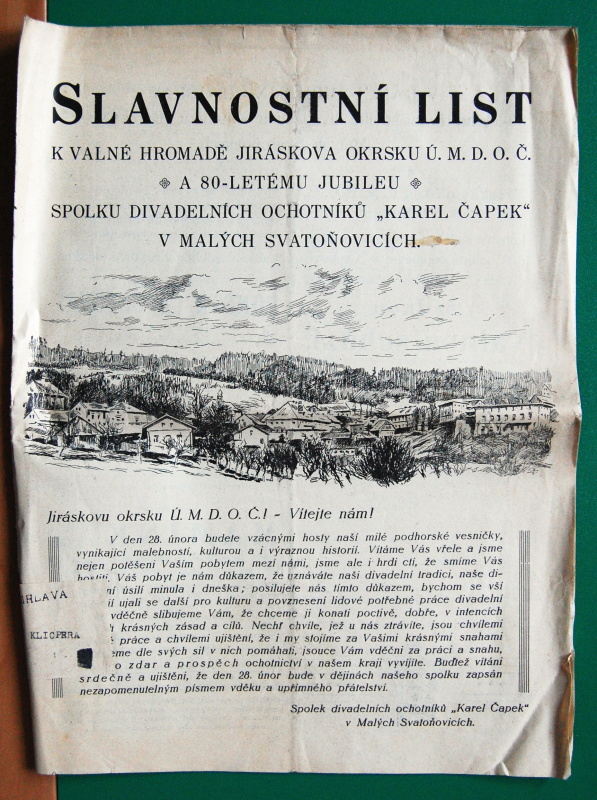 SLAVNOSTNÍ LIST
K VALNÉ HROMADĚ JIRÁSKOVA OKRSKU Ú. M. D. O. Č.
A 80-LETÉMU JUBILEU
SPOLKU DIVADELNÍCH OCHOTNÍKŮ „KAREL ČAPEK“
V MALÝCH SVATOŇOVICÍCH.
Jiráskovu okrsku Ú. M. D. O. Č.! - Vítejte nám!
V den 28. února budete vzácnými hosty naší milé podhorské vesničky,
vynikající malebností, kulturou a i výraznou historií. Vítáme Vás vřele a jsme
nejen potěšeni Vaším pobytem mezi námi, jsme ale i hrdi ctí, že smíme Vás
hostiti. Váš pobyt je nám důkazem, že uznáváte naši divadelní tradici, naše di-
ní úsilí minula i dneška; posilujete nás tímto důkazem, bychom se vší
ujali se další pro kulturu a povznesení lidové potřebné práce divadelní
vděčně slibujeme Vám, že chceme ji konati poctivě, dobře, v intencích
krásných zásad a cílů. Nechť chvíle, jež u nás ztrávíte, jsou chvílemi
práce a chvílemi ujištění, že i my stojíme za Vašimi krásnými snahami
eme dle svých sil v nich pomáhati, jsouce Vám vděčni za práci a snahu,
o zdar a prospěch ochotnictví v našem kraji vyvíjíte. Buďtež vítáni
srdečně a ujištěni, že den 28. únor bude v dějinách našeho spolku zapsán
nezapomenutelným písmem vděku a upřímného přátelství.
HLAVA
KLICPERA
Spolek divadelních ochotníků „Karel Čapek“
v Malých Svatoňovicích.